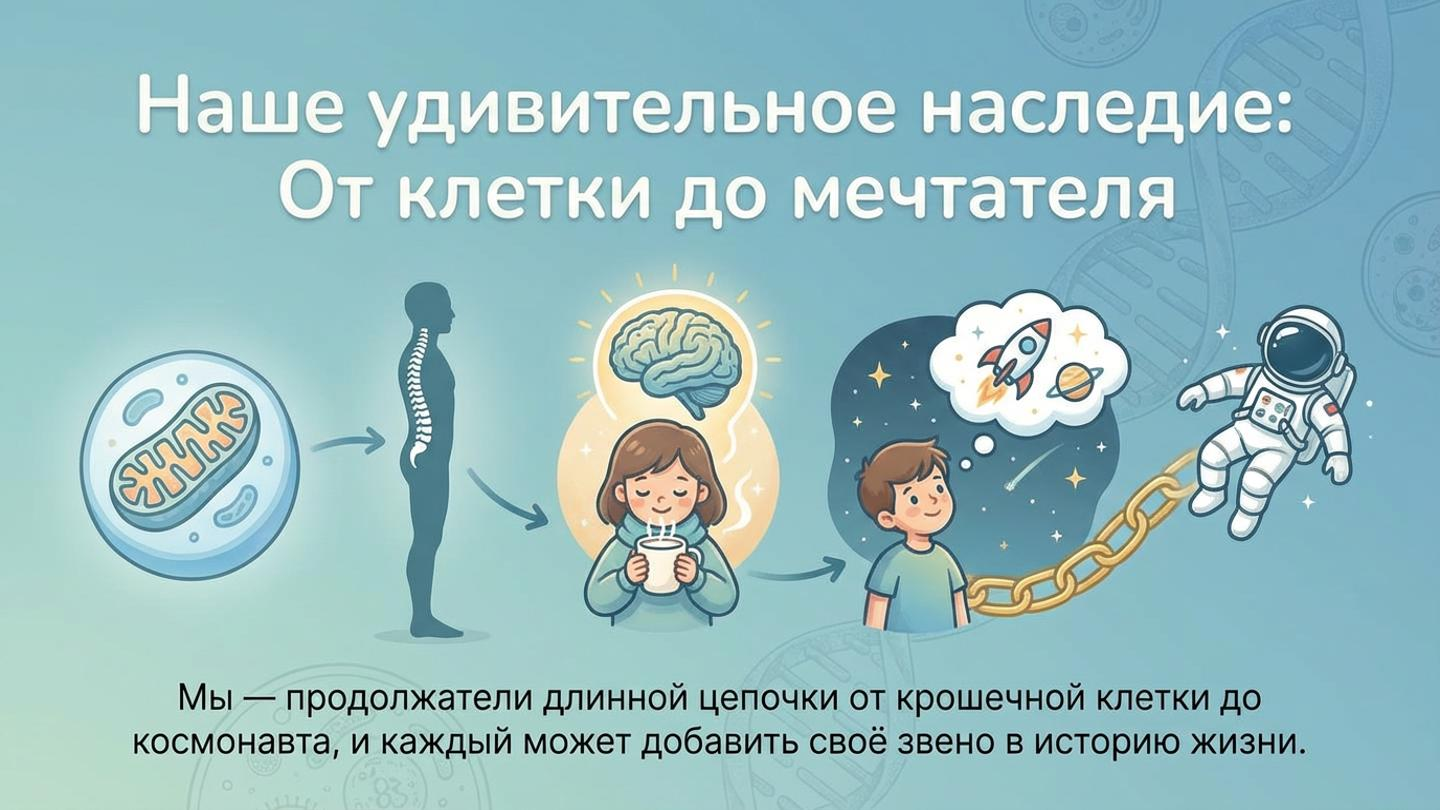 Наше удивительное наследие:
От клетки до мечтателя
Мы — продолжатели длинной цепочки от крошечной клетки до
космонавта, и каждый может добавить своё звено в историю жизни.